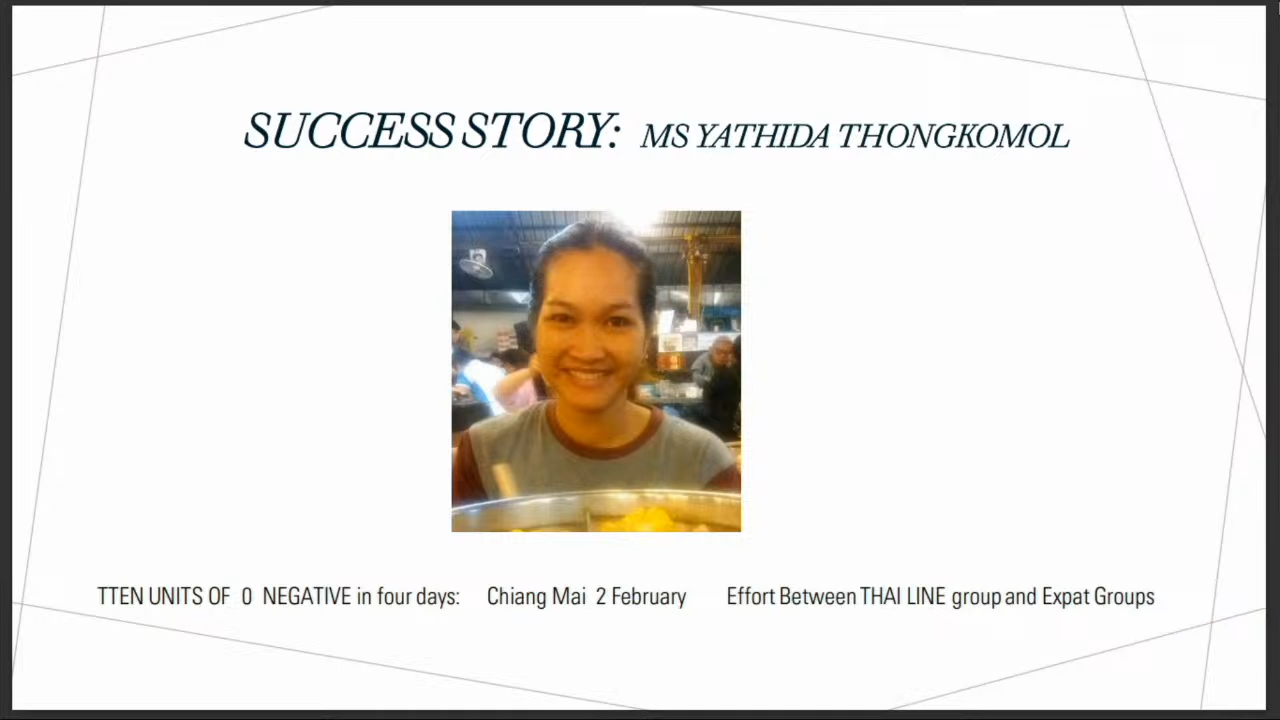 SUCCESS STORY: MS YATHIDA THONGKOMOL
TTEN UNITS OF 0 NEGATIVE in four days: Chiang Mai 2 February Effort Between THAI LINE group and Expat Groups